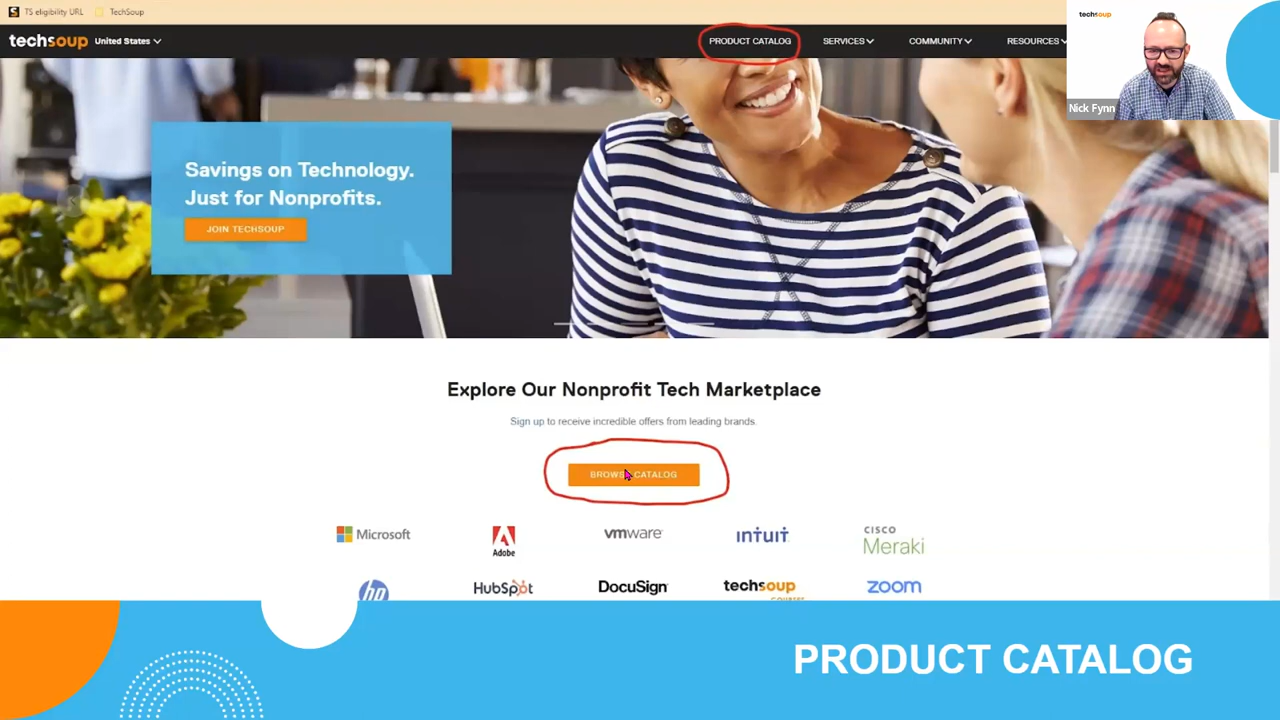 TS eligibility URL TechSoup
techsoup
techsoup United States PRODUCT CATALOG SERVICES COMMUNITY RESOURCES
Nick Fynn
Savings on Technology.
Just for Nonprofits.
JOIN TECHSOUP
Explore Our Nonprofit Tech Marketplace
Sign up to receive incredible offers from leading brands.
BROWSE CATALOG
Microsoft Adobe vmware intuit CISCO Meraki
hp HubSpot DocuSign techsoup zoom
COURSES
PRODUCT CATALOG